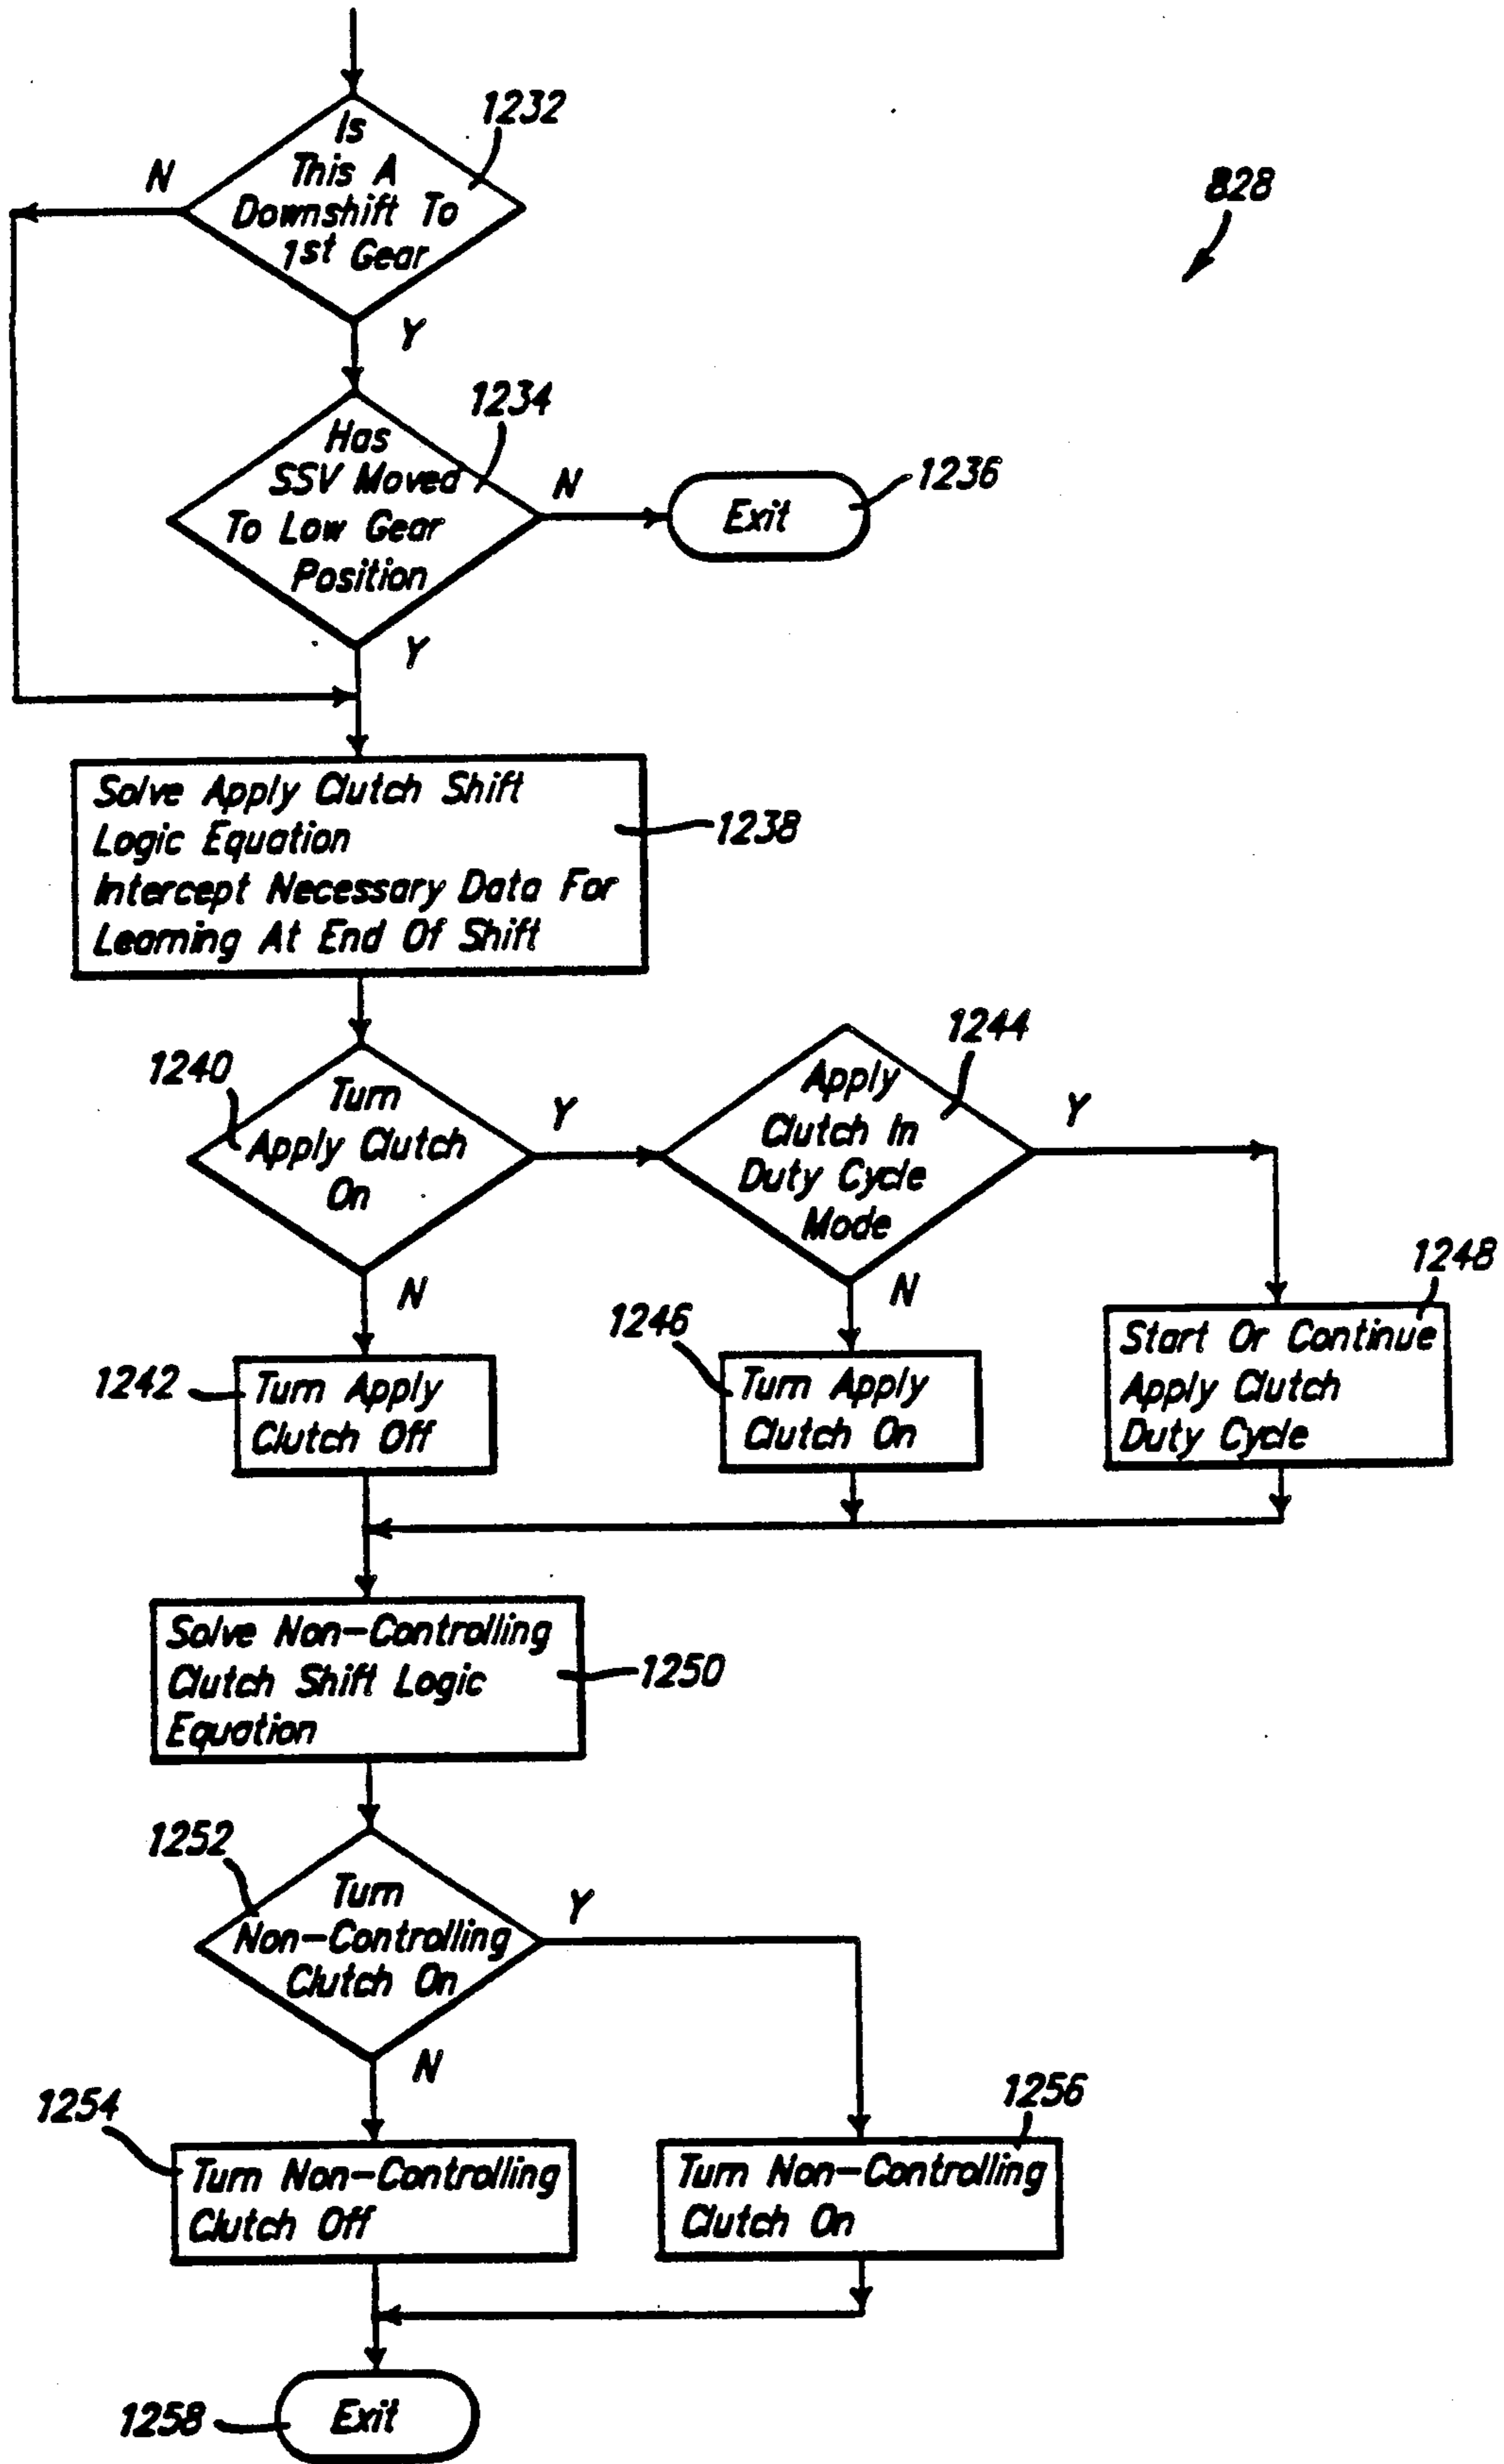 1232
Is
This A
Downshift To
1st Gear
N
828
Y
1234
Has
SSV Moved
To Low Gear
Position
N
Exit
1236
Y
Solve Apply Clutch Shift
Logic Equation
Intercept Necessary Data For
Learning At End Of Shift
1238
1240
Turn
Apply Clutch
On
Y
1244
Apply
Clutch In
Duty Cycle
Mode
Y
N
N
1242
Turn Apply
Clutch Off
1246
Turn Apply
Clutch On
1248
Start Or Continue
Apply Clutch
Duty Cycle
Solve Non-Controlling
Clutch Shift Logic
Equation
1250
1252
Turn
Non-Controlling
Clutch On
Y
N
1254
Turn Non-Controlling
Clutch Off
1256
Turn Non-Controlling
Clutch On
1258
Exit